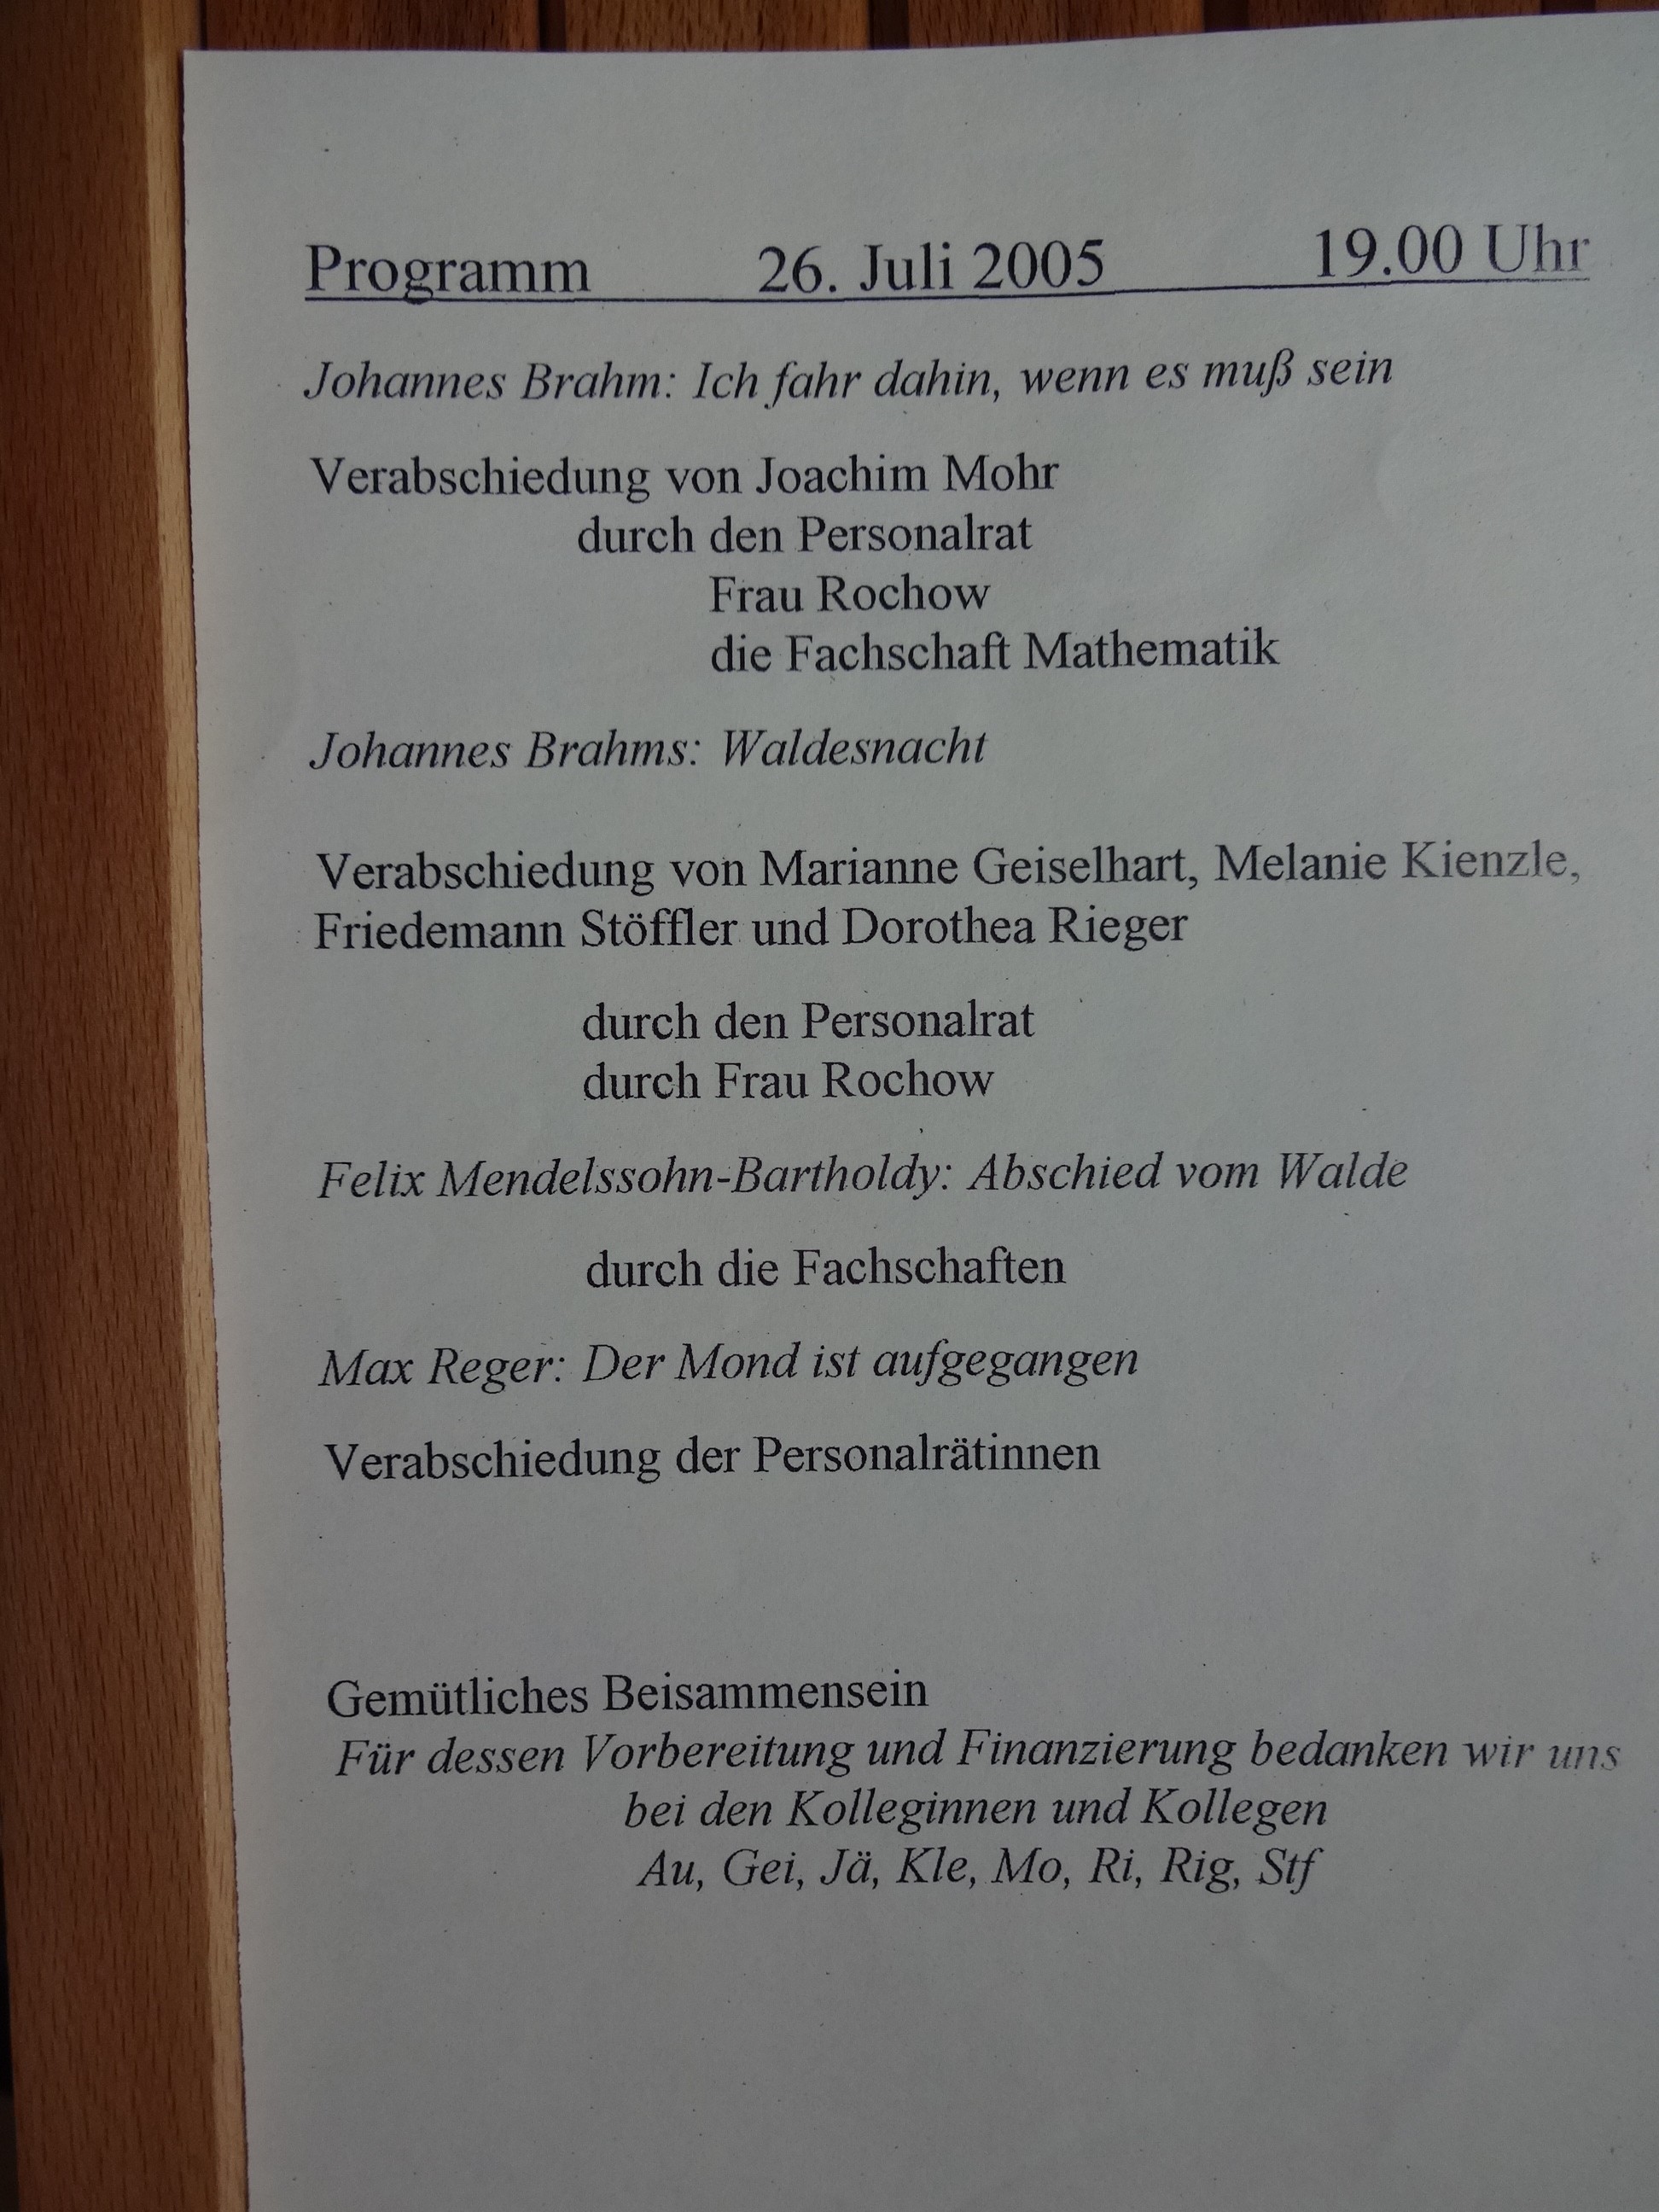 Programm 26. Juli 2005 19.00 Uhr
Johannes Brahm: Ich fahr dahin, wenn es muß sein
Verabschiedung von Joachim Mohr
durch den Personalrat
Frau Rochow
die Fachschaft Mathematik
Johannes Brahms: Waldesnacht
Verabschiedung von Marianne Geiselhart, Melanie Kienzle,
Friedemann Stöffler und Dorothea Rieger
durch den Personalrat
durch Frau Rochow
Felix Mendelssohn-Bartholdy: Abschied vom Walde
durch die Fachschaften
Max Reger: Der Mond ist aufgegangen
Verabschiedung der Personalrätinnen
Gemütliches Beisammensein
Für dessen Vorbereitung und Finanzierung bedanken wir uns
bei den Kolleginnen und Kollegen
Au, Gei, Jä, Kle, Mo, Ri, Rig, Stf